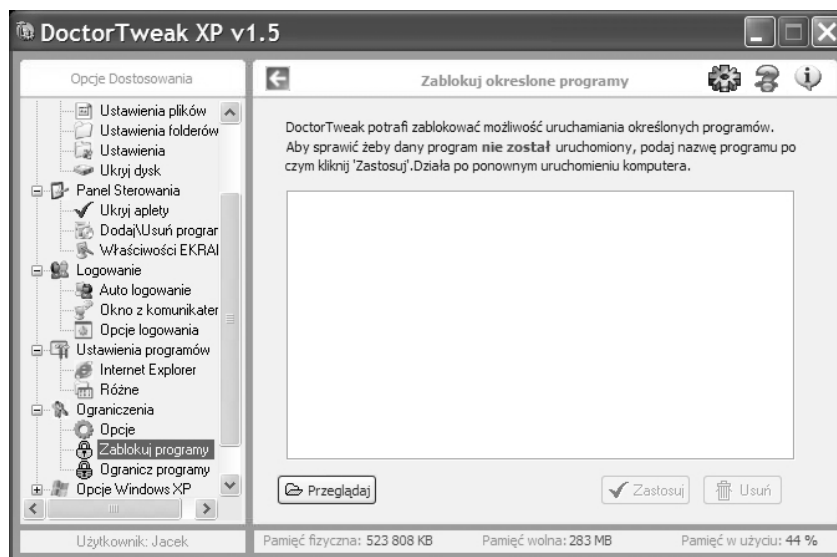 DoctorTweak XP v1.5
Opcje Dostosowania
Ustawienia plików
Ustawienia folderów
Ustawienia
Ukryj dysk
Panel Sterowania
Ukryj aplety
Dodaj\Usuń prograr
Właściwości EKRAI
Logowanie
Auto logowanie
Okno z komunikater
Opcje logowania
Ustawienia programów
Internet Explorer
Różne
Ograniczenia
Opcje
Zablokuj programy
Ogranicz programy
Opcje Windows XP
Użytkownik: Jacek
Zablokuj okreslone programy
DoctorTweak potrafi zablokować możliwość uruchamiania określonych programów.
Aby sprawić żeby dany program nie został uruchomiony, podaj nazwę programu po
czym kliknij 'Zastosuj'.Działa po ponownym uruchomieniu komputera.
Przeglądaj
Zastosuj
Usuń
Pamięć fizyczna: 523 808 KB
Pamięć wolna: 283 MB
Pamięć w użyciu: 44 %